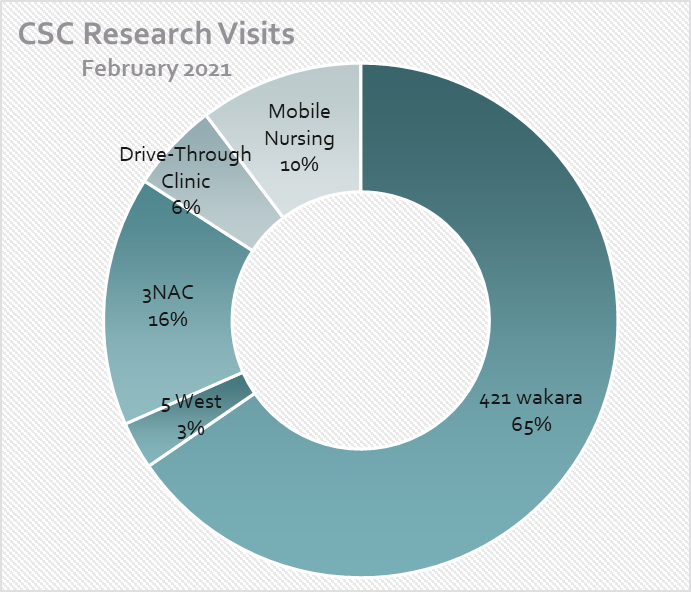 CSC Research Visits
February 2021
Mobile
Nursing
10%
Drive-Through
Clinic
6%
3NAC
16%
5 West
3%
421 wakara
65%